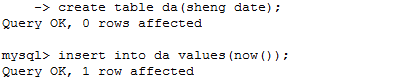 -> create table da(sheng date);
Query OK, 0 rows affected
mysql> insert into da values(now());
Query OK, 1 row affected